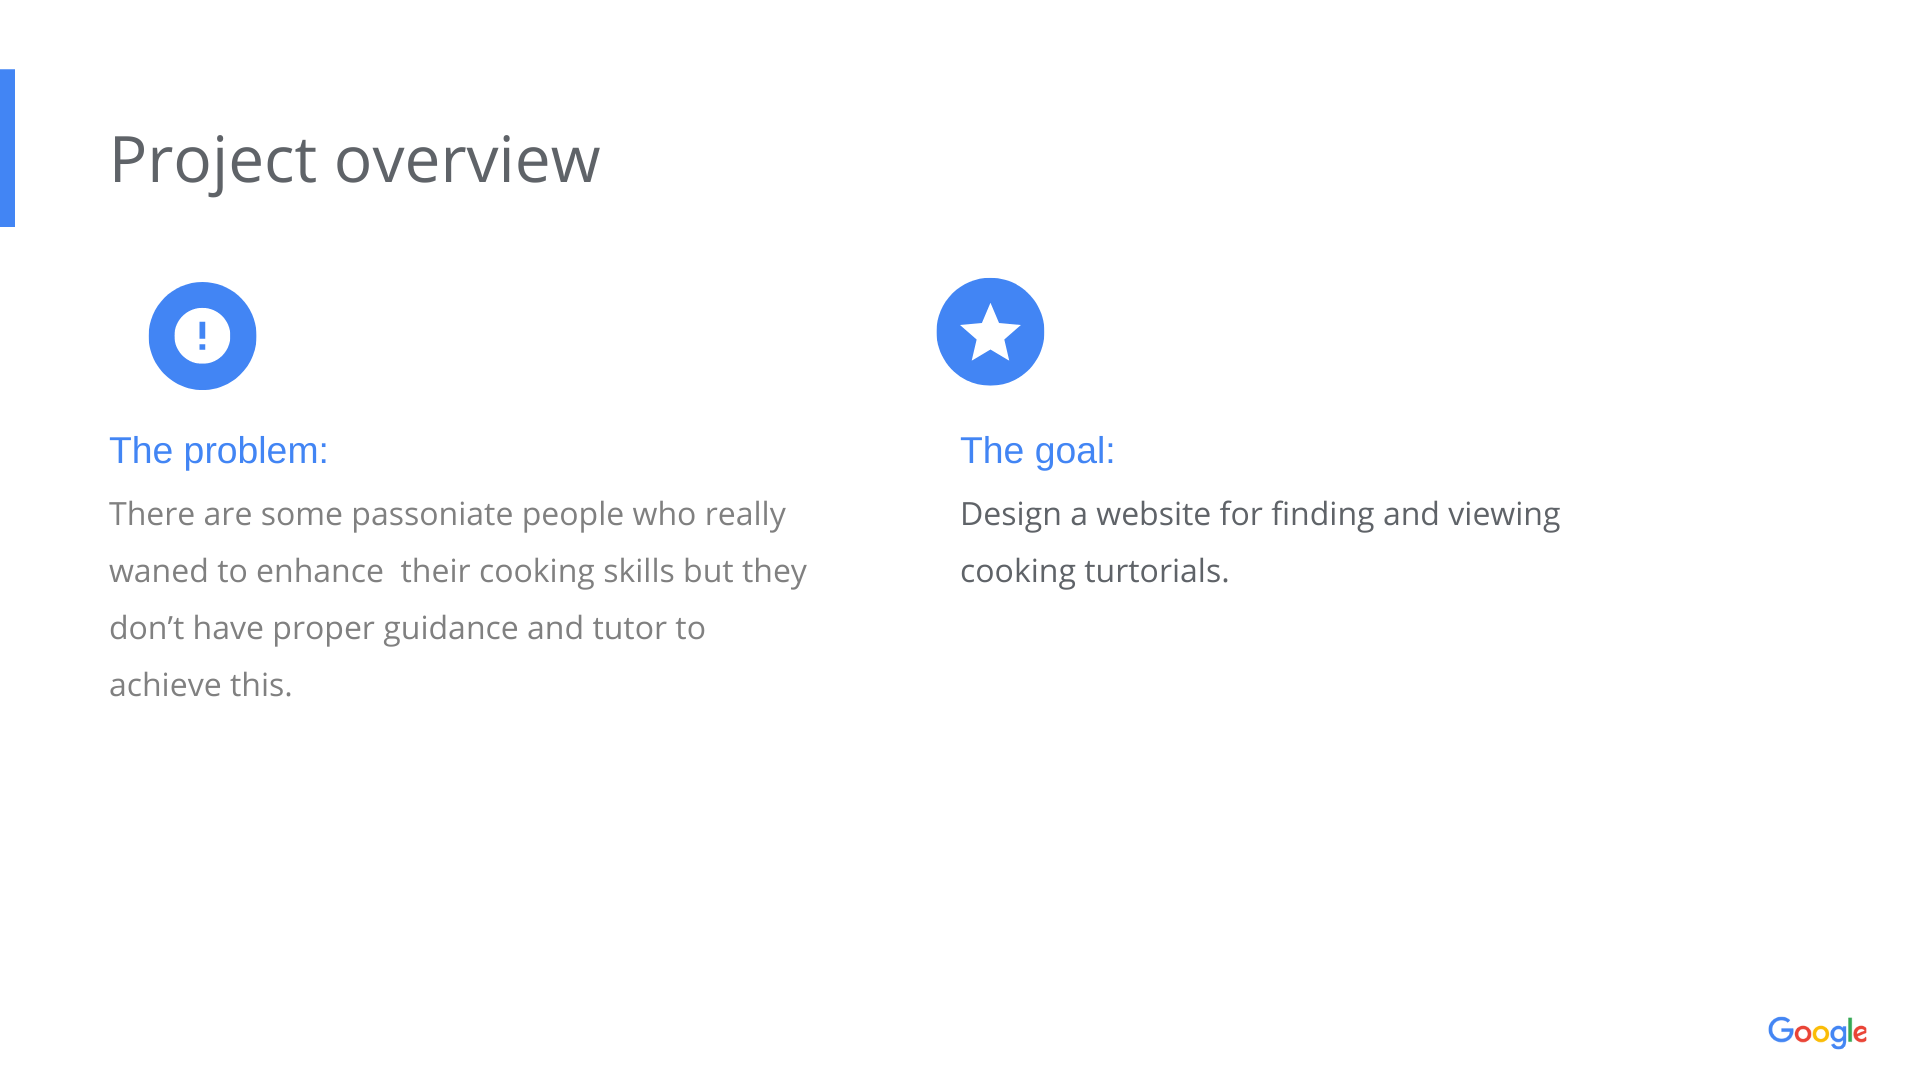 Project overview
The problem:
There are some passoniate people who really
waned to enhance  their cooking skills but they
don’t have proper guidance and tutor to
achieve this.
The goal:
Design a website for finding and viewing
cooking turtorials.
Google